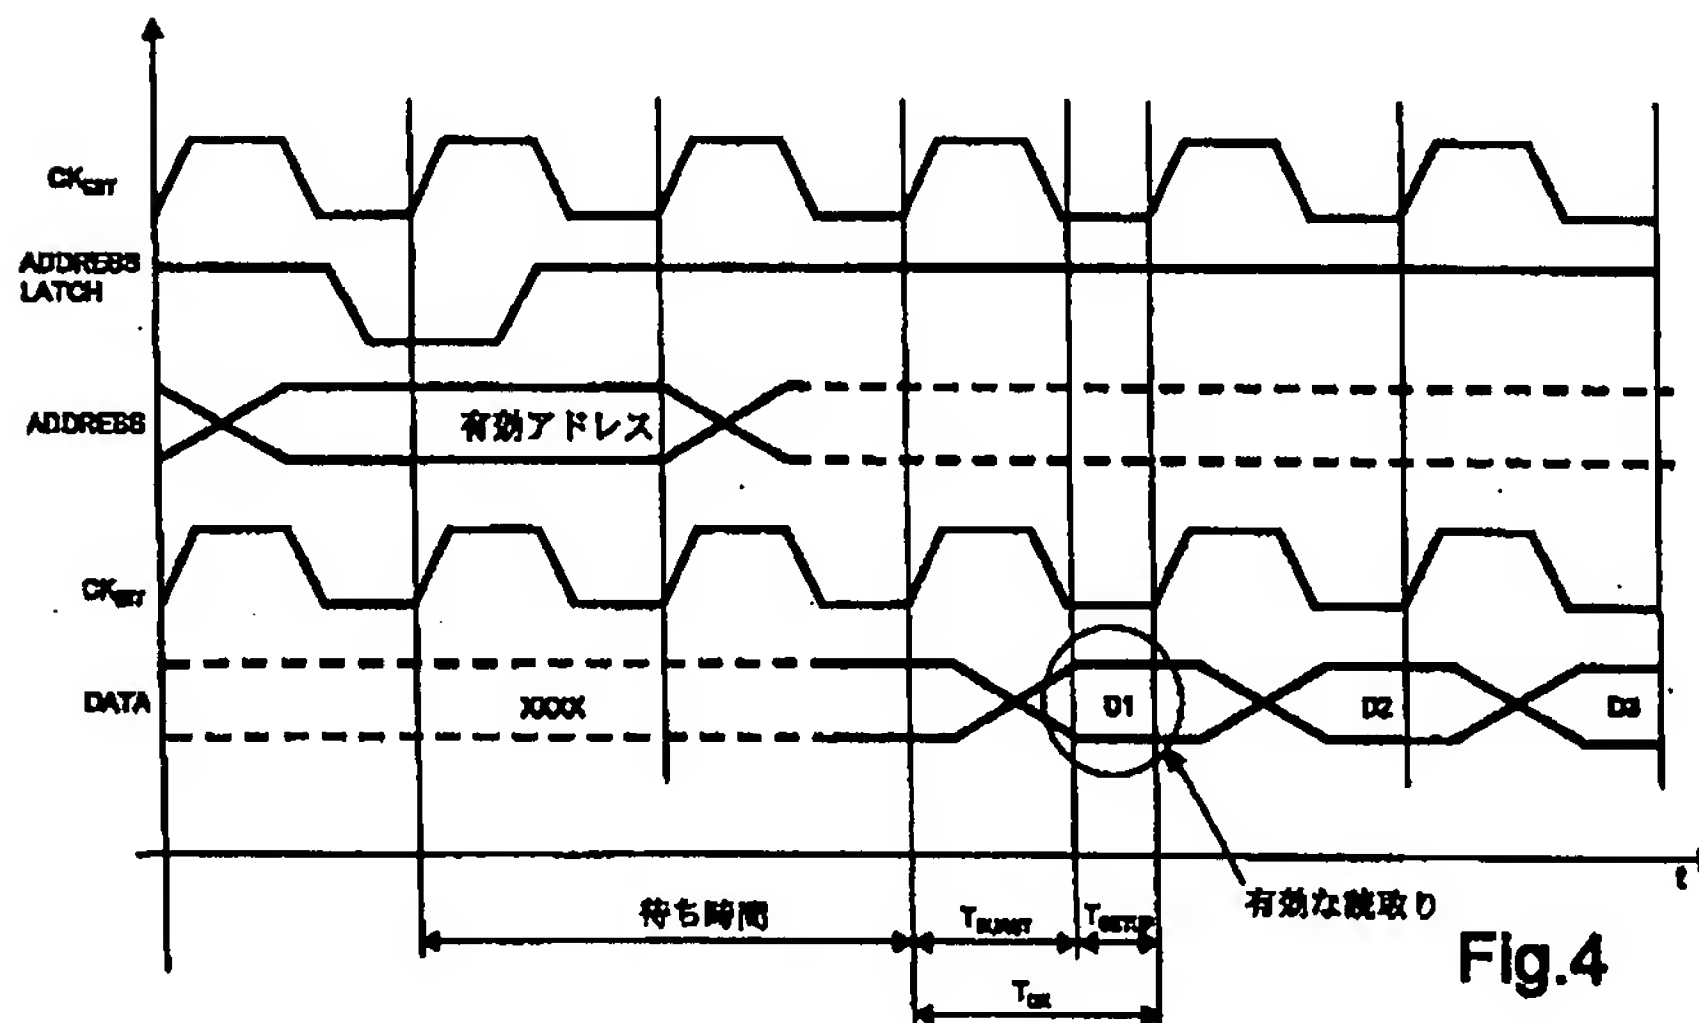 CK
ADDRESS
LATCH
ADDRESS
有効アドレス
CK
DATA
XXXX
D1
D2
D3
t
待ち時間
T
T
有効な読取り
T
Fig.4